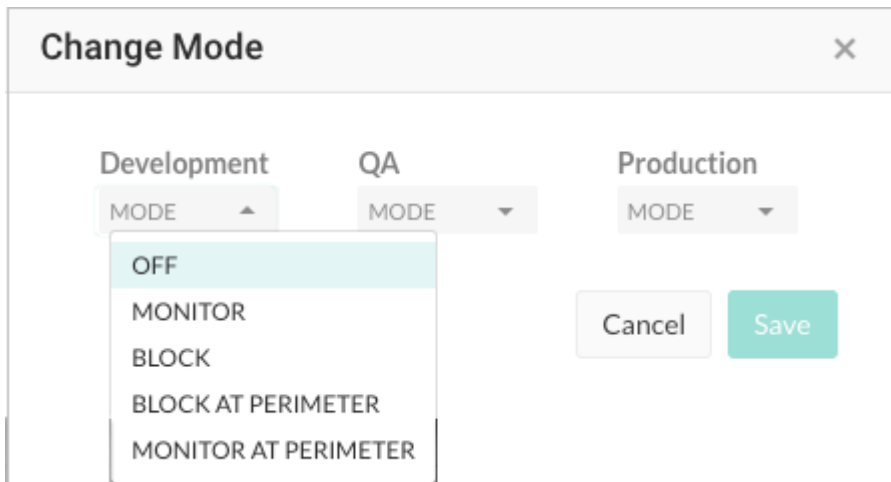 Change Mode
Development QA Production
MODE MODE MODE
OFF
MONITOR
BLOCK
BLOCK AT PERIMETER
MONITOR AT PERIMETER
Cancel Save